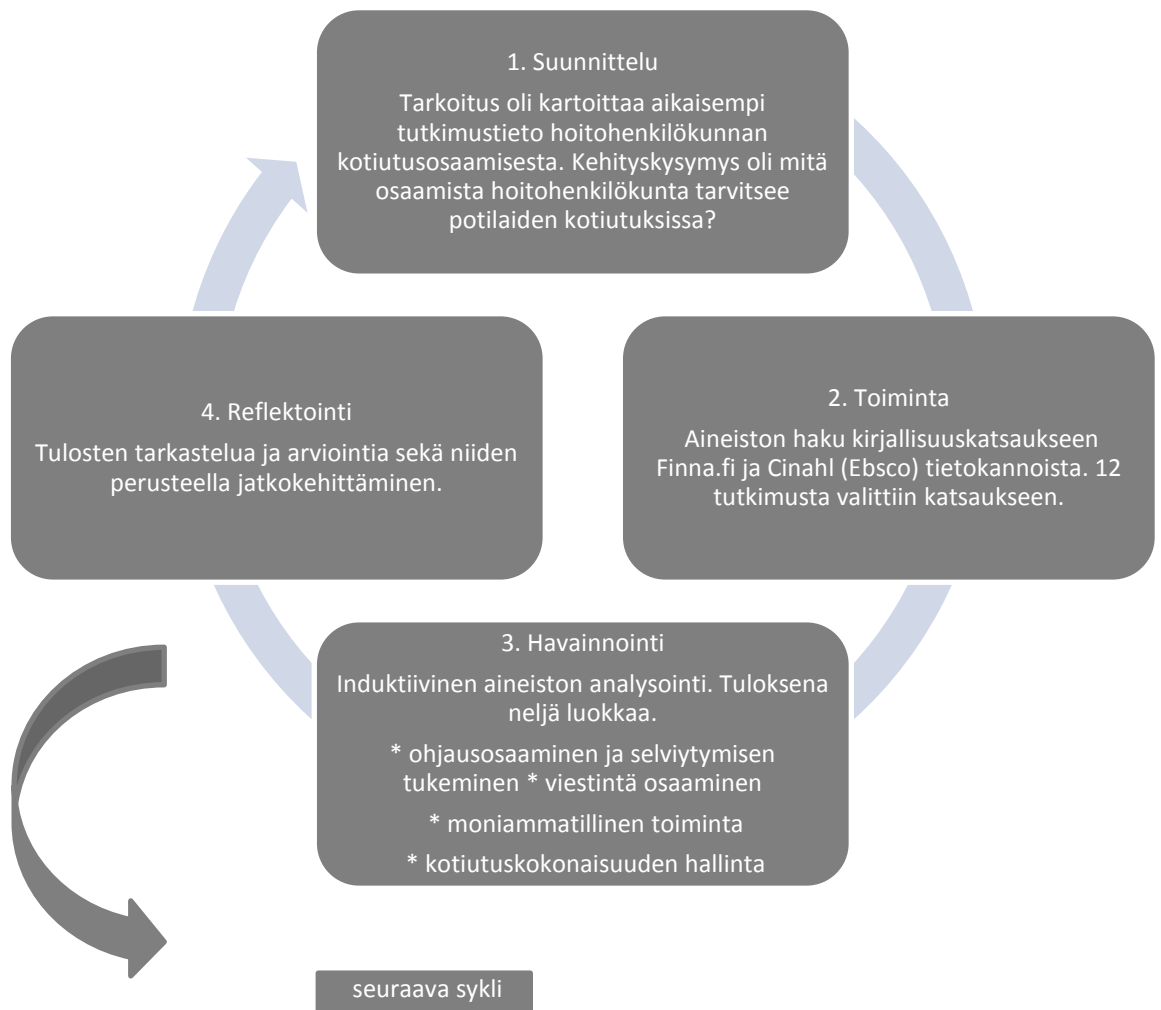 1. Suunnittelu
Tarkoitus oli kartoittaa aikaisempi
tutkimustieto hoitohenkilökunnan
kotiutusosaamisesta. Kehityskysymys oli mitä
osaamista hoitohenkilökunta tarvitsee
potilaiden kotiutuksissa?
2. Toiminta
Aineiston haku kirjallisuuskatsaukseen
Finna.fi ja Cinahl (Ebsco) tietokannoista. 12
tutkimusta valittiin katsaukseen.
3. Havainnointi
Induktiivinen aineiston analysointi. Tuloksena
neljä luokkaa.
* ohjausosaaminen ja selviytymisen
tukeminen * viestintä osaaminen
* moniammatillinen toiminta
* kotiutuskokonaisuuden hallinta
4. Reflektointi
Tulosten tarkastelua ja arviointia sekä niiden
perusteella jatkokehittäminen.
seuraava sykli